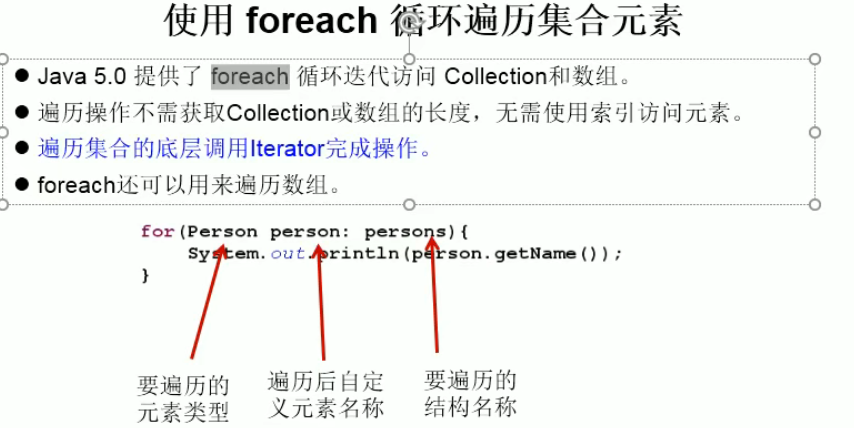 使用 foreach 循环遍历集合元素
● Java 5.0 提供了 foreach 循环迭代访问 Collection和数组。
● 遍历操作不需获取Collection或数组的长度，无需使用索引访问元素。
● 遍历集合的底层调用Iterator完成操作。
● foreach还可以用来遍历数组。
for(Person person: persons){
System.out.println(person.getName());
}
要遍历的
元素类型
遍历后自定
义元素名称
要遍历的
结构名称